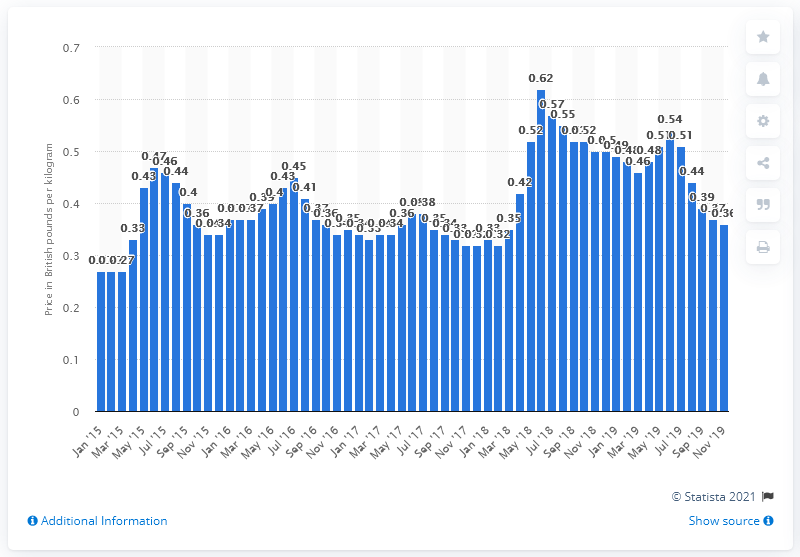 0.7
0.6
0.5
0.4
0.3
0.2
0.1
0
Price in British pounds per kilogram
0.27
0.33
0.43
0.47
0.46
0.44
0.4
0.36
0.34
0.37
0.39
0.4
0.43
0.45
0.41
0.37
0.36
0.35
0.34
0.36
0.38
0.35
0.34
0.33
0.33
0.32
0.35
0.42
0.52
0.62
0.57
0.55
0.52
0.5
0.49
0.48
0.46
0.48
0.51
0.54
0.51
0.44
0.39
0.37
0.36
Jan '15
Mar '15
May '15
Jul '15
Sep '15
Nov '15
Jan '16
Mar '16
May '16
Jul '16
Sep '16
Nov '16
Jan '17
Mar '17
May '17
Jul '17
Sep '17
Nov '17
Jan '18
Mar '18
May '18
Jul '18
Sep '18
Nov '18
Jan '19
Mar '19
May '19
Jul '19
Sep '19
Nov '19
© Statista 2021
Additional Information
Show source